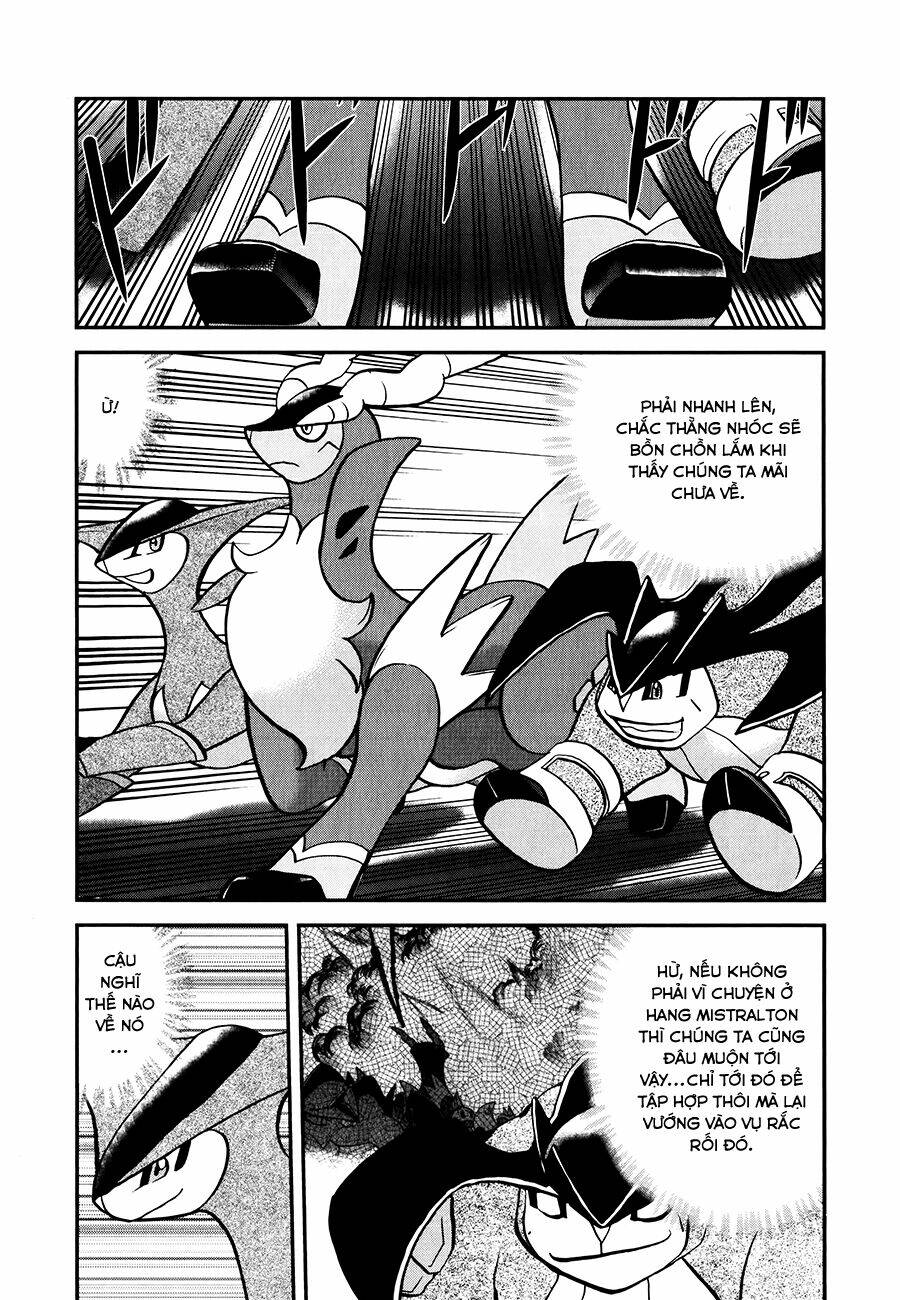 PHẢI NHANH LÊN,
CHẮC THẰNG NHÓC SẼ
BỒN CHỒN LẮM KHI
THẤY CHÚNG TA MÃI
CHƯA VỀ.
Ừ!
HỪ, NẾU KHÔNG
PHẢI VÌ CHUYỆN Ở
HANG MISTRALTON
THÌ CHÚNG TA CŨNG
ĐÂU MUỘN TỚI
VẬY...CHỈ TỚI ĐÓ ĐỂ
TẬP HỢP THÔI MÀ LẠI
VƯỚNG VÀO VỤ RẮC
RỐI ĐÓ.
CẬU
NGHĨ
THẾ NÀO
VỀ NÓ
...